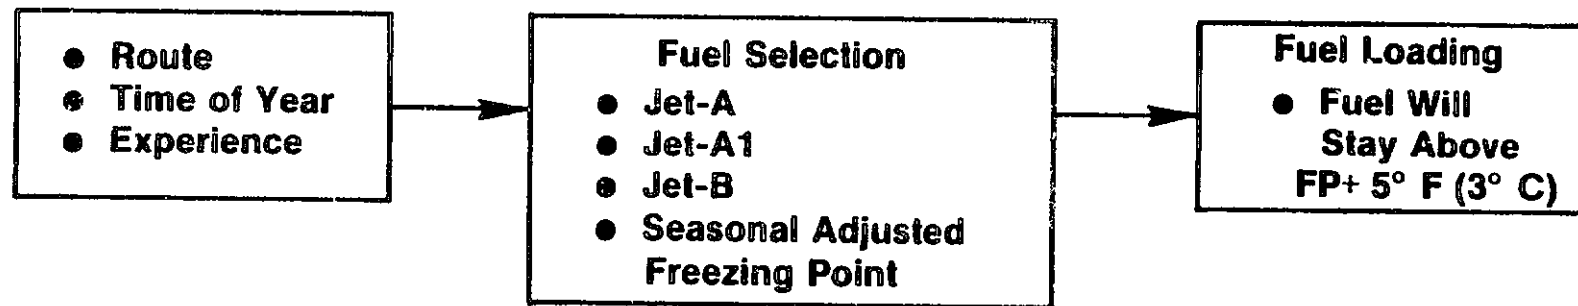 ● Route
● Time of Year
● Experience
Fuel Selection
● Jet-A
● Jet-A1
● Jet-B
● Seasonal Adjusted
Freezing Point
Fuel Loading
● Fuel Will
Stay Above
FP+ 5° F (3° C)